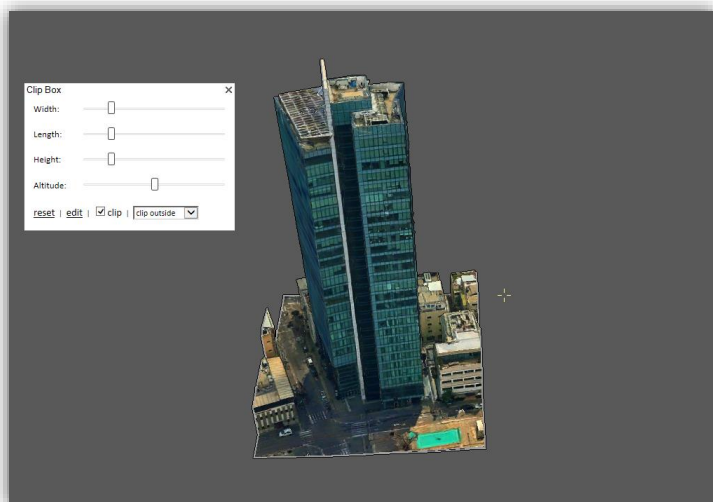 Clip Box
Width:
Length:
Height:
Altitude:
reset | edit | clip | clip outside